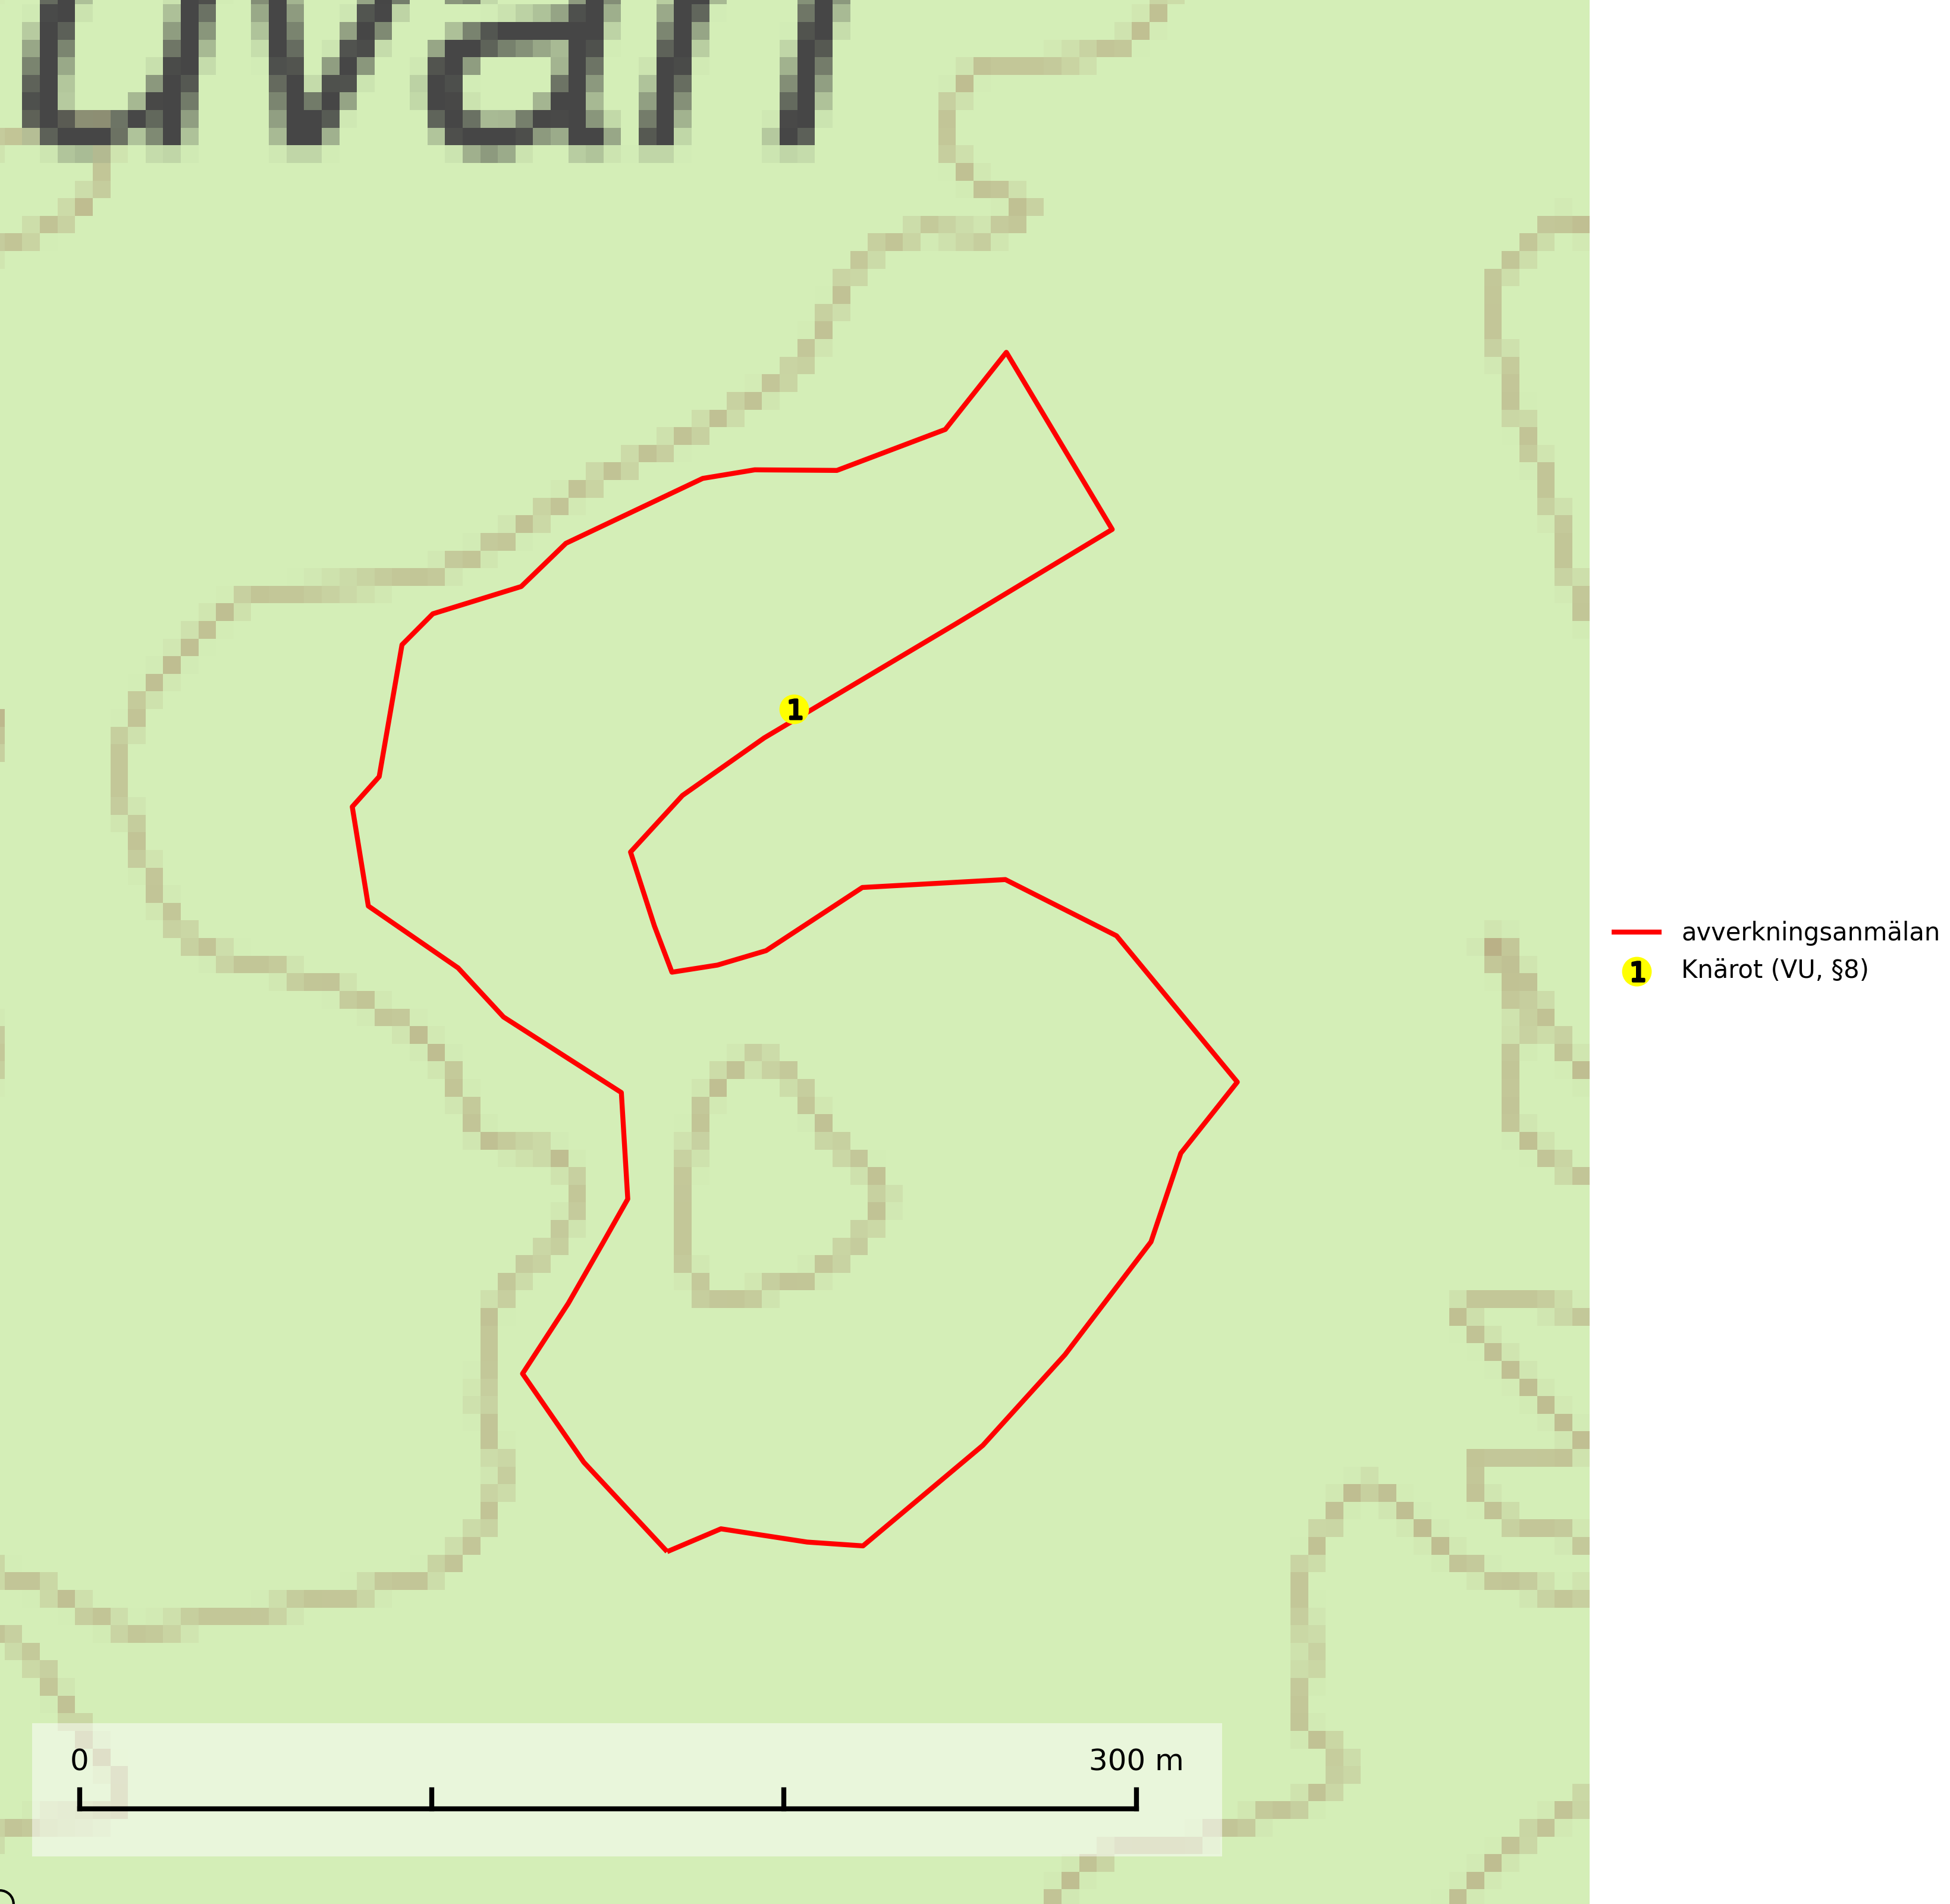 1
avverkningsanmälan
1 Knärot (VU, §8)
0 300 m